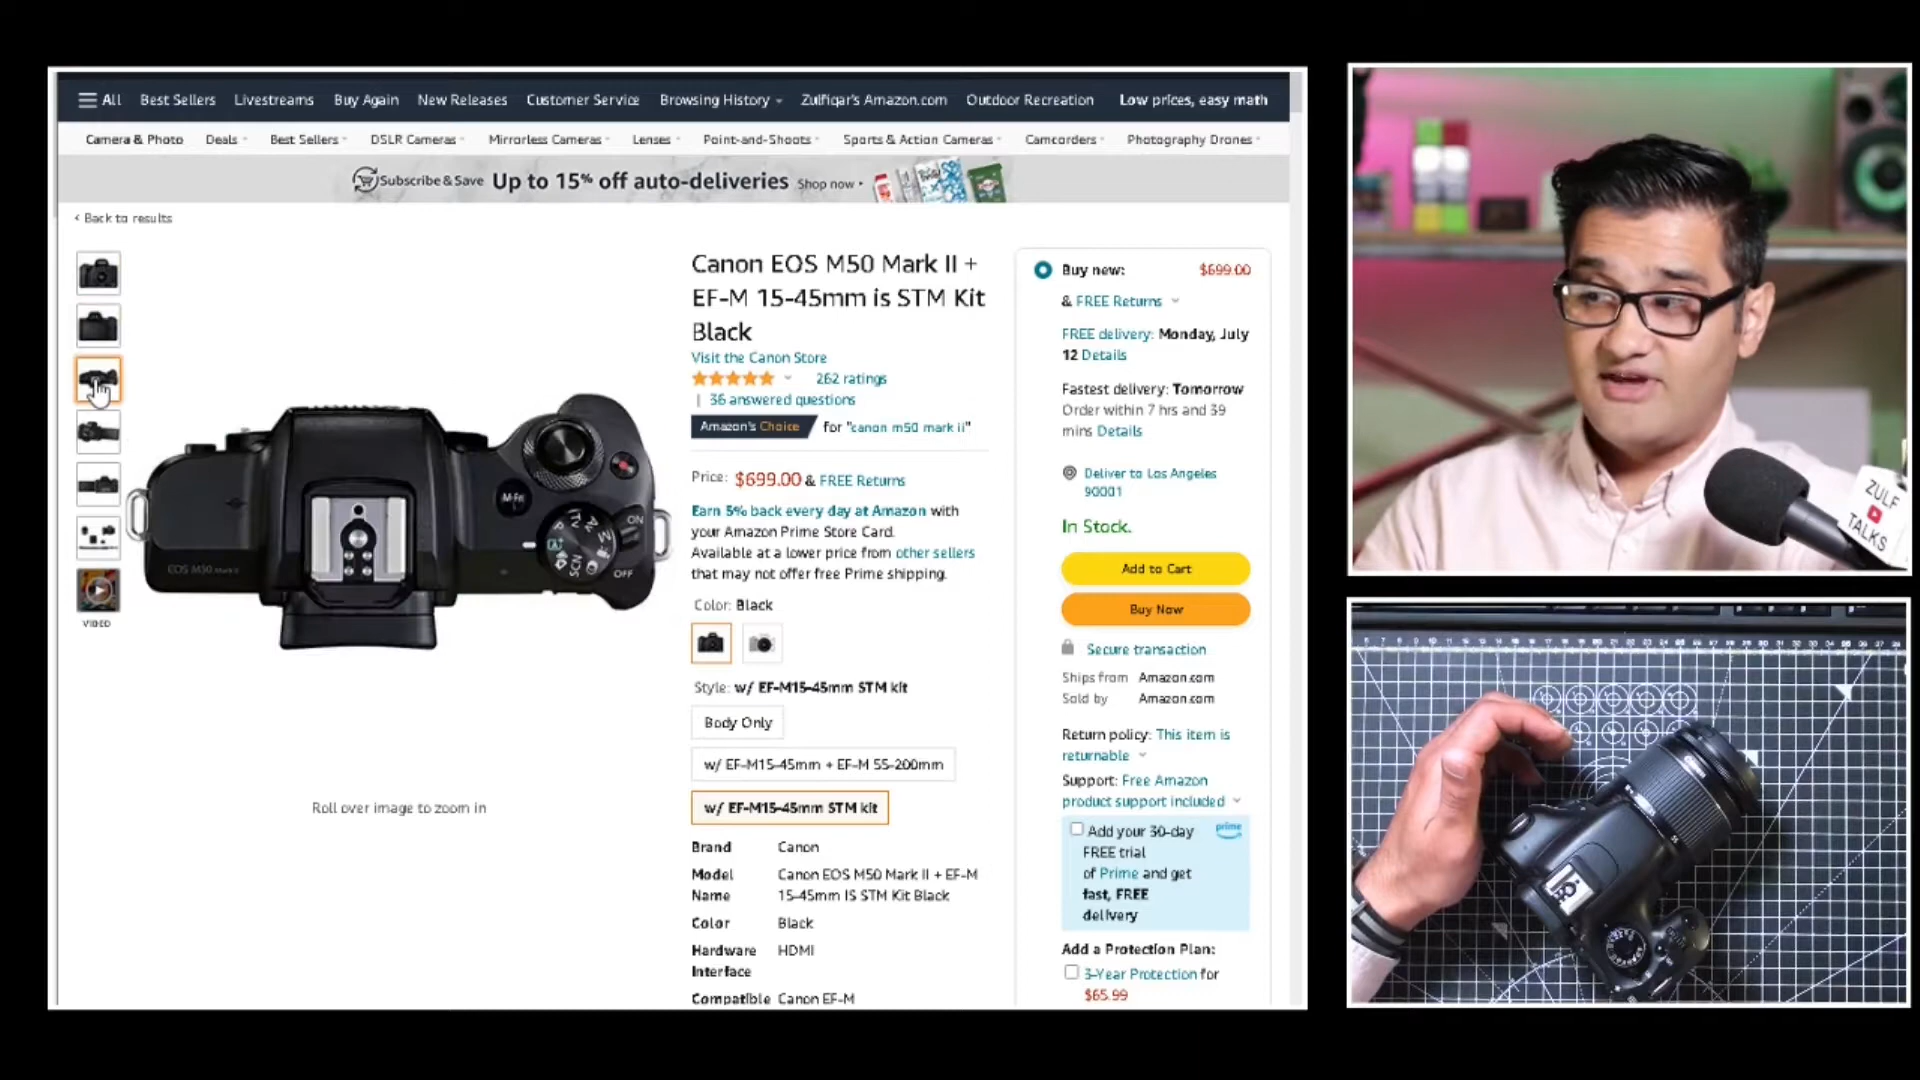 All Best Sellers Livestreams Buy Again New Releases Customer Service Browsing History Zulfiqar's Amazon.com Outdoor Recreation Low prices, easy math
Camera & Photo Deals Best Sellers DSLR Cameras Mirrorless Cameras Lenses Point-and-Shoots Sports & Action Cameras Camcorders Photography Drones
Subscribe & Save Up to 15% off auto-deliveries Shop now
‹ Back to results
VIDEO
EOS M50 Mark II
M-Fn
ON
OFF
Roll over image to zoom in
Canon EOS M50 Mark II +
EF-M 15-45mm is STM Kit
Black
Visit the Canon Store
262 ratings
| 36 answered questions
Amazon's Choice for "canon m50 mark ii"
Price: $699.00 & FREE Returns
Earn 5% back every day at Amazon with
your Amazon Prime Store Card.
Available at a lower price from other sellers
that may not offer free Prime shipping.
Color: Black
Style: w/ EF-M15-45mm STM kit
Body Only
w/ EF-M15-45mm + EF-M 55-200mm
w/ EF-M15-45mm STM kit
Brand Canon
Model Canon EOS M50 Mark II + EF-M
Name 15-45mm IS STM Kit Black
Color Black
Hardware HDMI
Interface
Compatible Canon EF-M
Buy new: $699.00
& FREE Returns
FREE delivery: Monday, July
12 Details
Fastest delivery: Tomorrow
Order within 7 hrs and 39
mins Details
Deliver to Los Angeles
90001
In Stock.
Add to Cart
Buy Now
Secure transaction
Ships from Amazon.com
Sold by Amazon.com
Return policy: This item is
returnable
Support: Free Amazon
product support included
Add your 30-day prime
FREE trial
of Prime and get
fast, FREE
delivery
Add a Protection Plan:
3-Year Protection for
$65.99
ZULF
TALKS
Canon